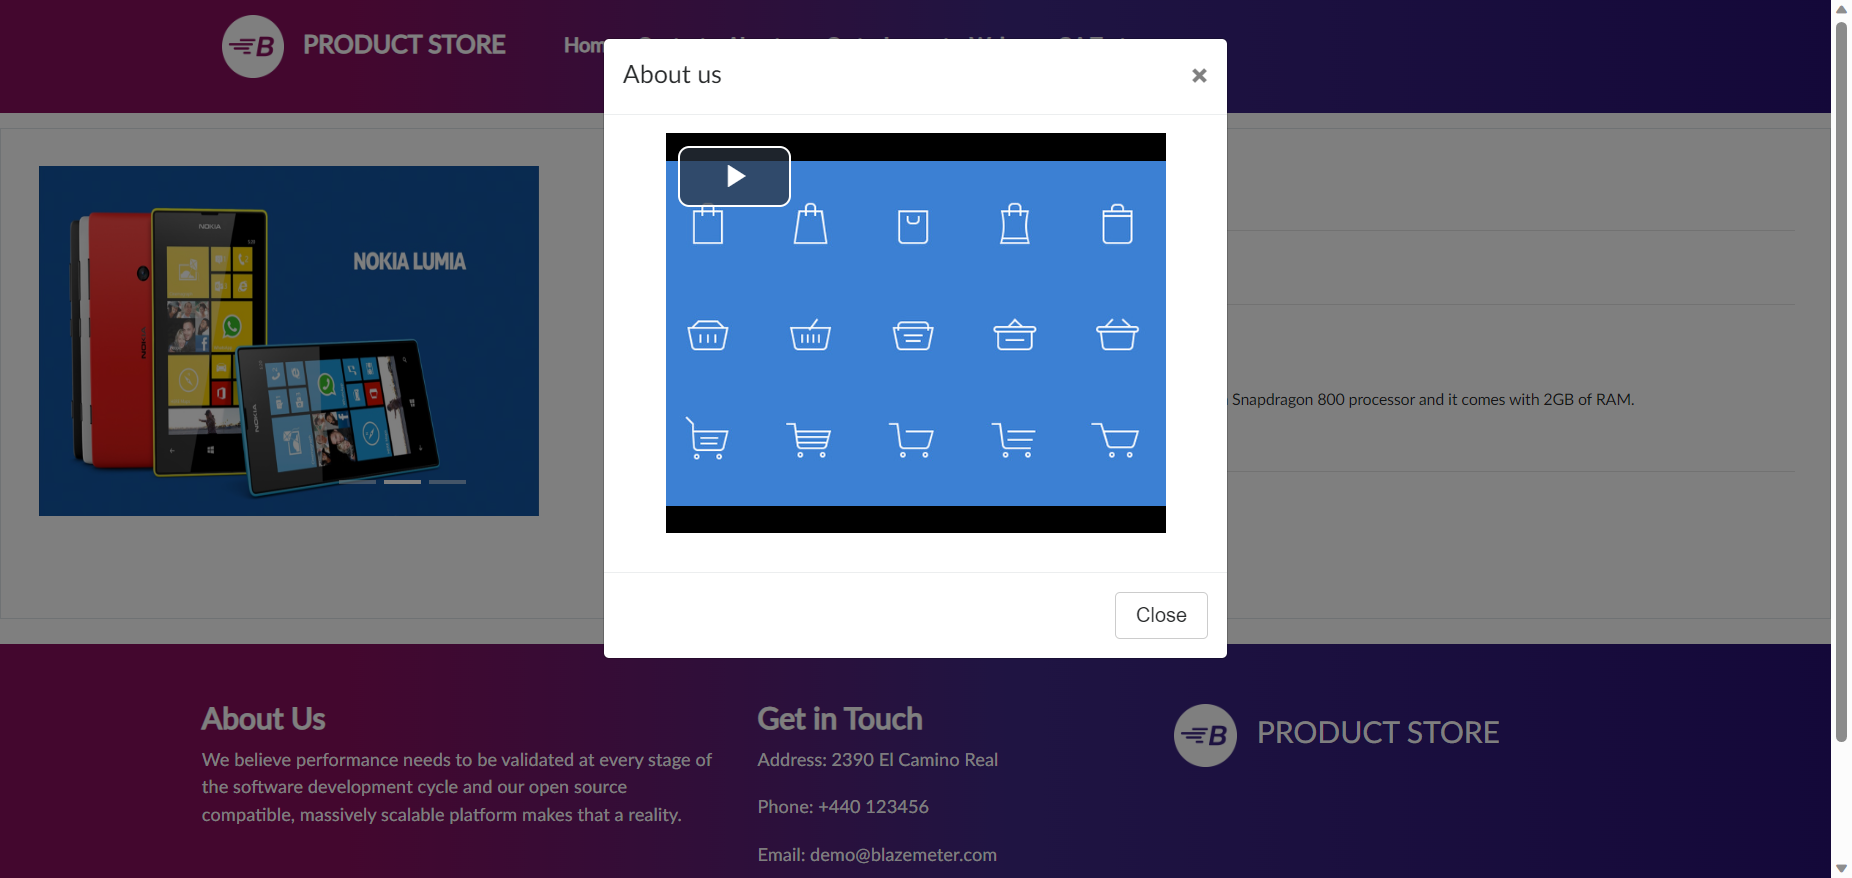 B PRODUCT STORE
Hom
About us
×
NOKIA LUMIA
NOKIA
NOKIA
Snapdragon 800 processor and it comes with 2GB of RAM.
Close
About Us
We believe performance needs to be validated at every stage of
the software development cycle and our open source
compatible, massively scalable platform makes that a reality.
Get in Touch
Address: 2390 El Camino Real
Phone: +440 123456
Email: demo@blazemeter.com
B PRODUCT STORE